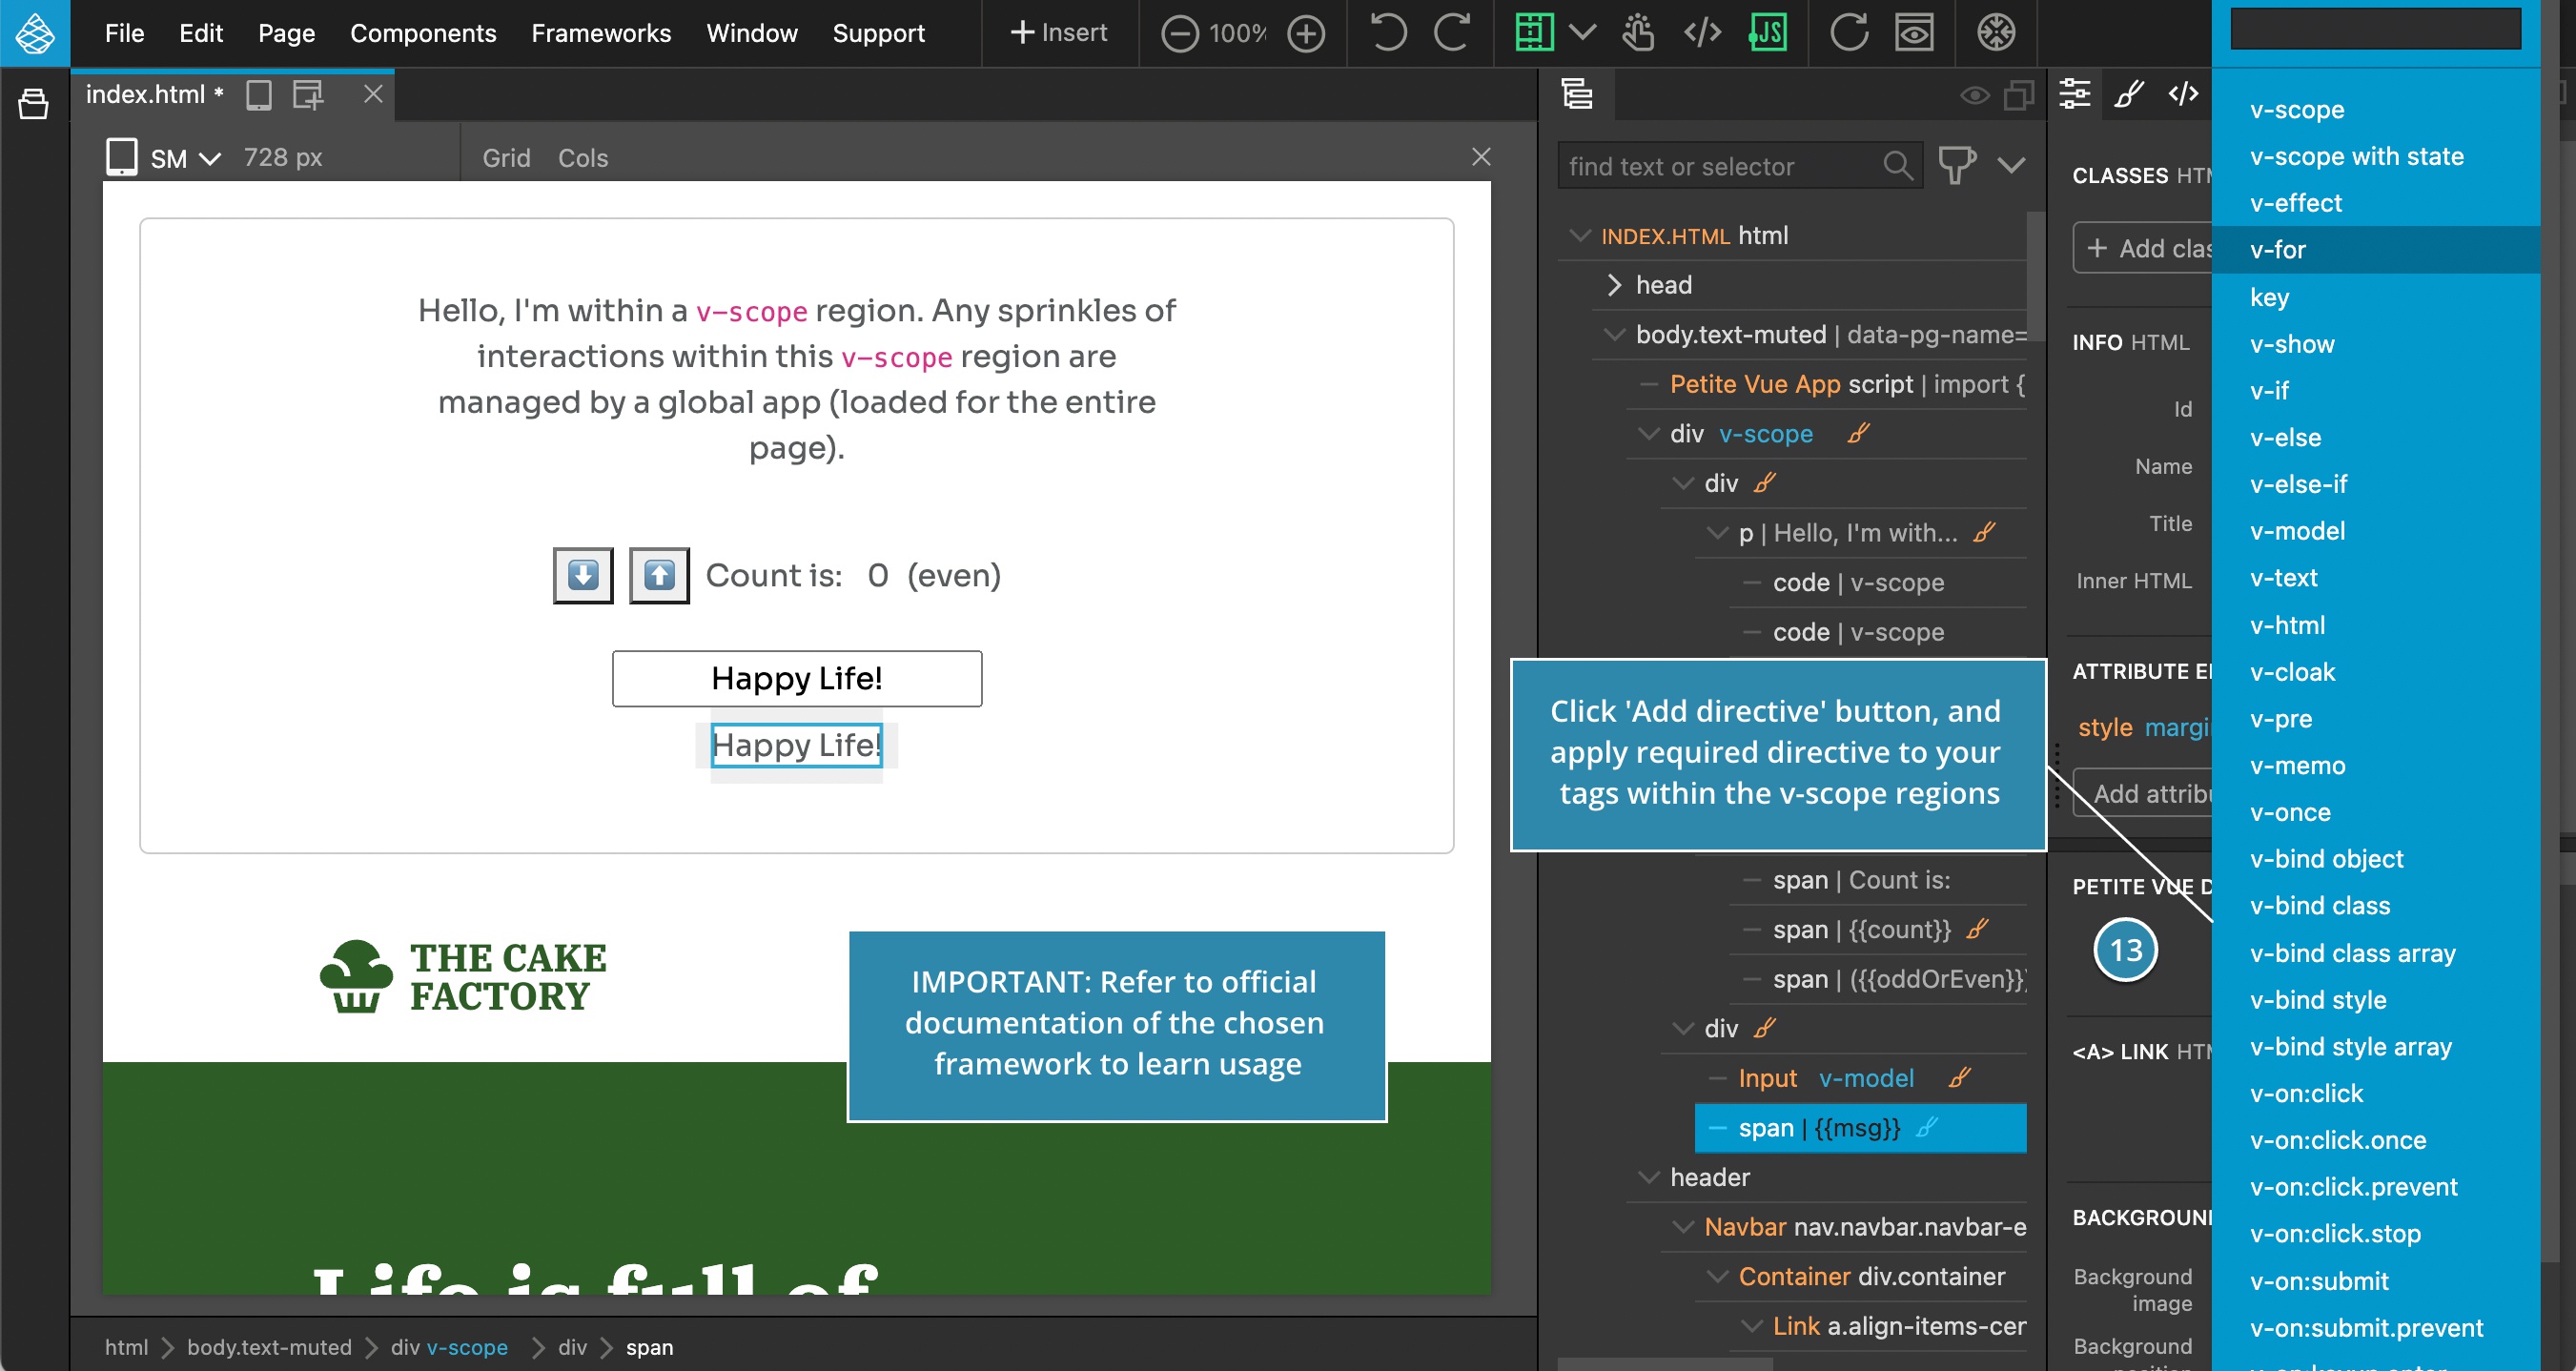 File Edit Page Components Frameworks Window Support
Insert
100%
JS
index.html *
SM 728 px
Grid Cols
Hello, I'm within a v-scope region. Any sprinkles of
interactions within this v-scope region are
managed by a global app (loaded for the entire
page).
Count is: 0 (even)
Happy Life!
Happy Life!
THE CAKE
FACTORY
IMPORTANT: Refer to official
documentation of the chosen
framework to learn usage
Life is full of
html body.text-muted div v-scope div span
find text or selector
INDEX.HTML html
head
body.text-muted | data-pg-name=
Petite Vue App script | import {
div v-scope
div
p | Hello, I'm with...
code | v-scope
code | v-scope
Click 'Add directive' button, and
apply required directive to your
tags within the v-scope regions
span | Count is:
span | {{count}}
span | ({{oddOrEven}})
div
Input v-model
span | {{msg}}
header
Navbar nav.navbar.navbar-e
Container div.container
Link a.align-items-cer
CLASSES HTM
+ Add clas
INFO HTML
Id
Name
Title
Inner HTML
ATTRIBUTE E
style margi
Add attribu
PETITE VUE D
13
<A> LINK HTM
BACKGROUN
Background
image
Background
v-scope
v-scope with state
v-effect
v-for
key
v-show
v-if
v-else
v-else-if
v-model
v-text
v-html
v-cloak
v-pre
v-memo
v-once
v-bind object
v-bind class
v-bind class array
v-bind style
v-bind style array
v-on:click
v-on:click.once
v-on:click.prevent
v-on:click.stop
v-on:submit
v-on:submit.prevent